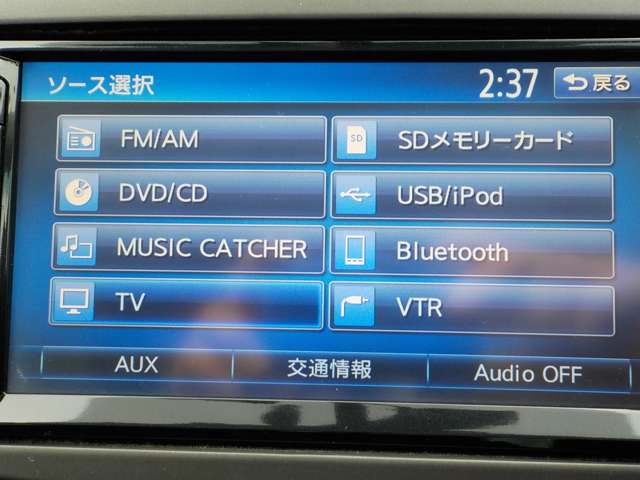 ソース選択
2:37
戻る
FM/AM
SD
SDメモリーカード
DVD/CD
USB/iPod
MUSIC CATCHER
Bluetooth
TV
VTR
AUX
交通情報
Audio OFF